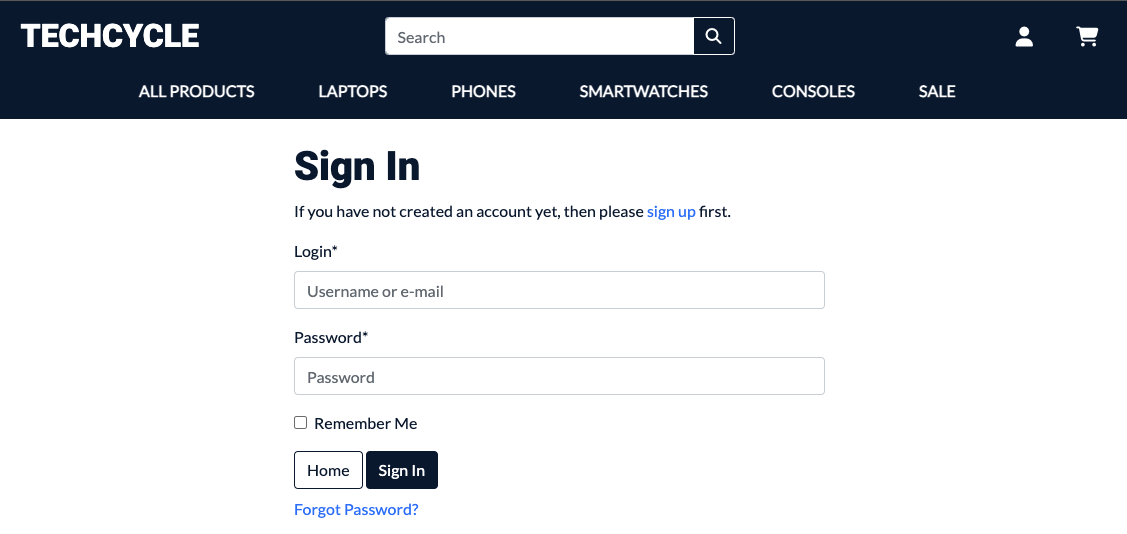 TECHCYCLE
Search
ALL PRODUCTS LAPTOPS PHONES SMARTWATCHES CONSOLES SALE
Sign In
If you have not created an account yet, then please sign up first.
Login*
Username or e-mail
Password*
Password
Remember Me
Home Sign In
Forgot Password?